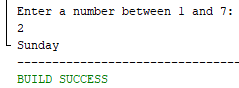 Enter a number between 1 and 7:
2
Sunday
------------------------------
BUILD SUCCESS